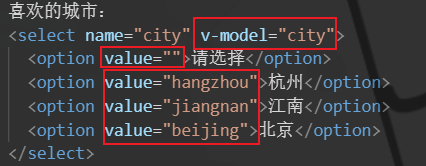 喜欢的城市：
<select name="city" v-model="city">
<option value="">请选择</option>
<option value="hangzhou">杭州</option>
<option value="jiangnan">江南</option>
<option value="beijing">北京</option>
</select>